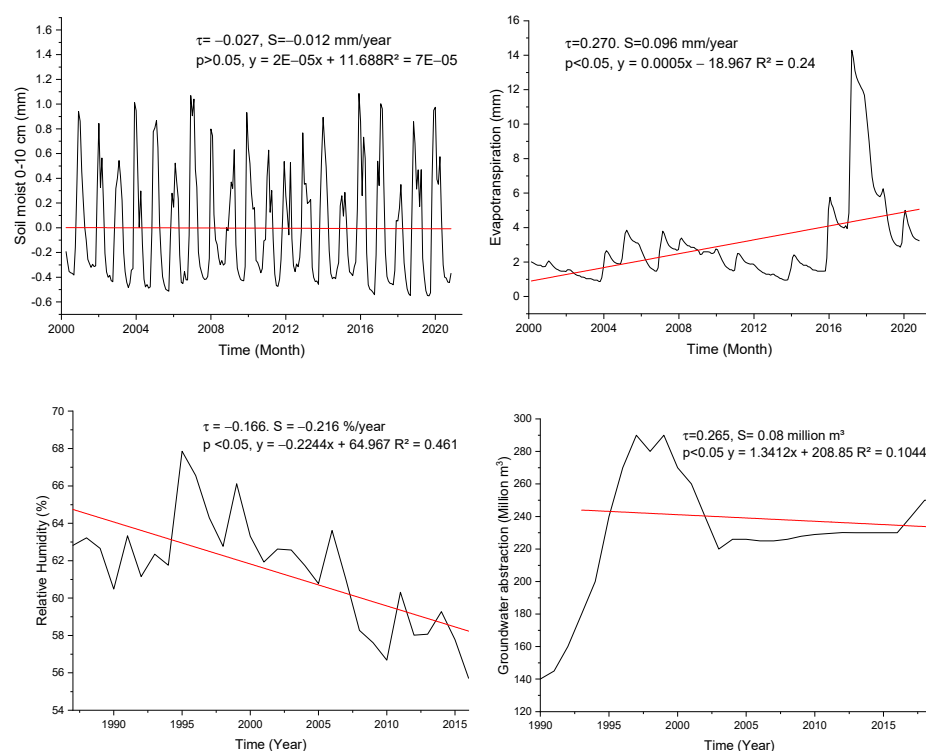 τ= −0.027, S=−0.012 mm/year
p>0.05, y = 2E−05x + 11.688R² = 7E−05
Soil moist 0-10 cm (mm)
1.6
1.4
1.2
1.0
0.8
0.6
0.4
0.2
0.0
-0.2
-0.4
-0.6
2000 2004 2008 2012 2016 2020
Time (Month)
τ=0.270. S=0.096 mm/year
p<0.05, y = 0.0005x – 18.967 R² = 0.24
Evapotranspiration (mm)
16
14
12
10
8
6
4
2
0
2000 2004 2008 2012 2016 2020
Time (Month)
τ = −0.166. S = −0.216 %/year
p <0.05, y = −0.2244x + 64.967 R² = 0.461
Relative Humidity (%)
70
68
66
64
62
60
58
56
54
1990 1995 2000 2005 2010 2015
Time (Year)
τ=0.265, S= 0.08 million m³
p<0.05 y = 1.3412x + 208.85 R² = 0.1044
Groundwater abstraction (Million m³)
300
280
260
240
220
200
180
160
140
120
1990 1995 2000 2005 2010 2015
Time (Year)